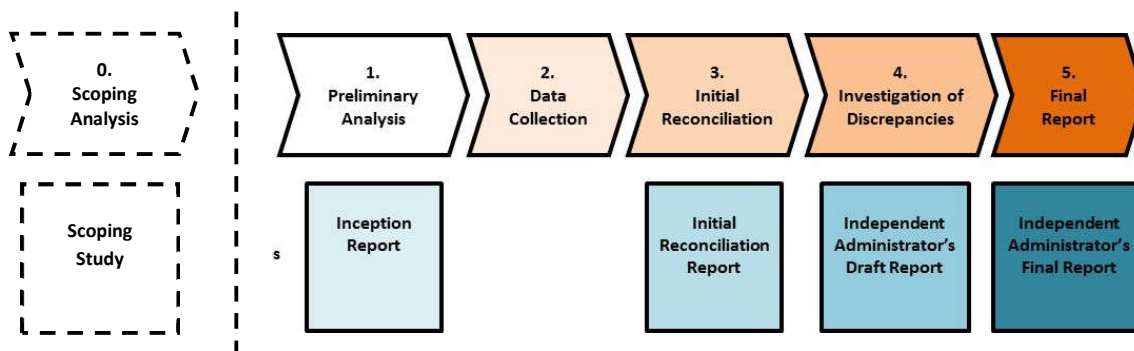 0.
Scoping
Analysis
1.
Preliminary
Analysis
2.
Data
Collection
3.
Initial
Reconciliation
4.
Investigation of
Discrepancies
5.
Final
Report
Scoping
Study
s
Inception
Report
Initial
Reconciliation
Report
Independent
Administrator’s
Draft Report
Independent
Administrator’s
Final Report